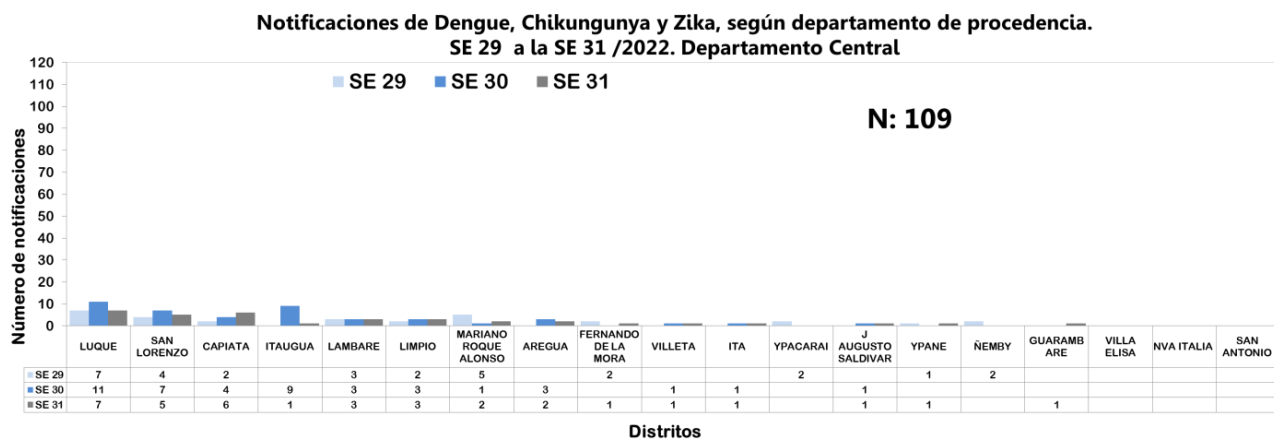 Notificaciones de Dengue, Chikungunya y Zika, según departamento de procedencia.
SE 29 a la SE 31 /2022. Departamento Central
SE 29 SE 30 SE 31
N: 109
Número de notificaciones
120
110
100
90
80
70
60
50
40
30
20
10
0
LUQUE SAN LORENZO CAPIATA ITAUGUA LAMBARE LIMPIO MARIANO ROQUE ALONSO AREGUA FERNANDO DE LA MORA VILLETA ITA YPACARAI J AUGUSTO SALDIVAR YPANE ÑEMBY GUARAMB ARE VILLA ELISA NVA ITALIA SAN ANTONIO
SE 29 7 4 2 3 2 5 2 2 1 2
SE 30 11 7 4 9 3 3 1 3 1 1 1
SE 31 7 5 6 1 3 3 2 2 1 1 1 1 1 1
Distritos